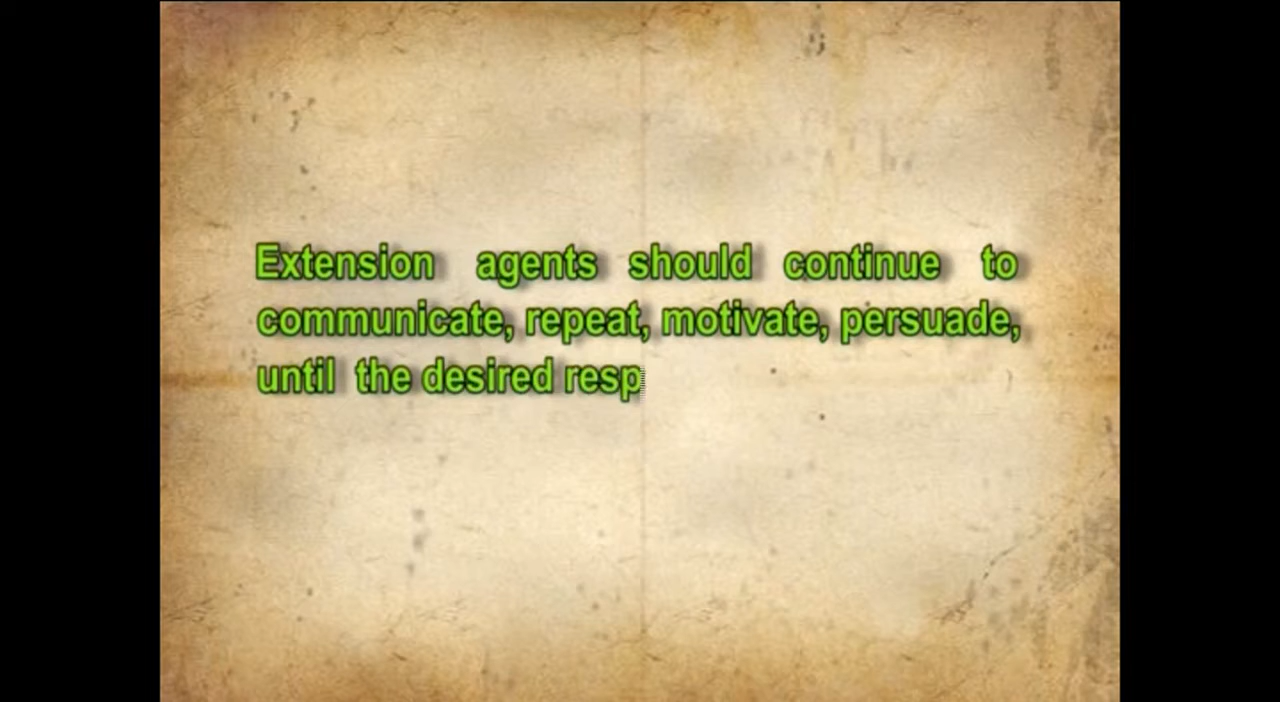 Extension agents should continue to
communicate, repeat, motivate, persuade,
until the desired resp